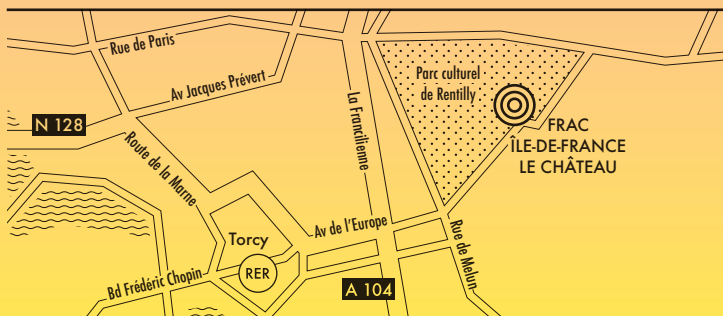 Rue de Paris
Av Jacques Prévert
N 128
Route de la Marne
La Francilienne
Parc culturel
de Rentilly
FRAC
ÎLE-DE-FRANCE
LE CHÂTEAU
Torcy
RER
Av de l'Europe
Rue de Melun
Bd Frédéric Chopin
A 104